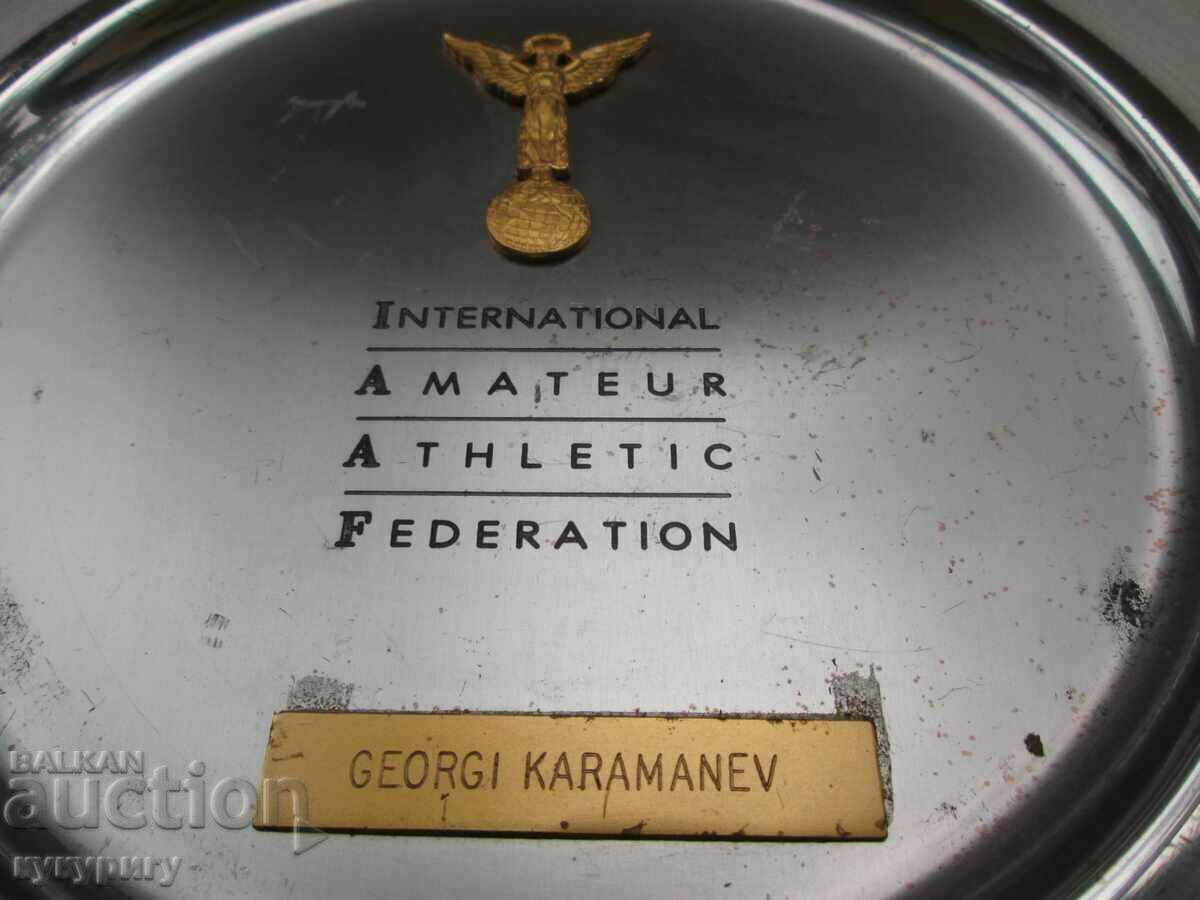 INTERNATIONAL
AMATEUR
ATHLETIC
FEDERATION
GEORGI KARAMANEV
BALKAN
auction
кукуригу